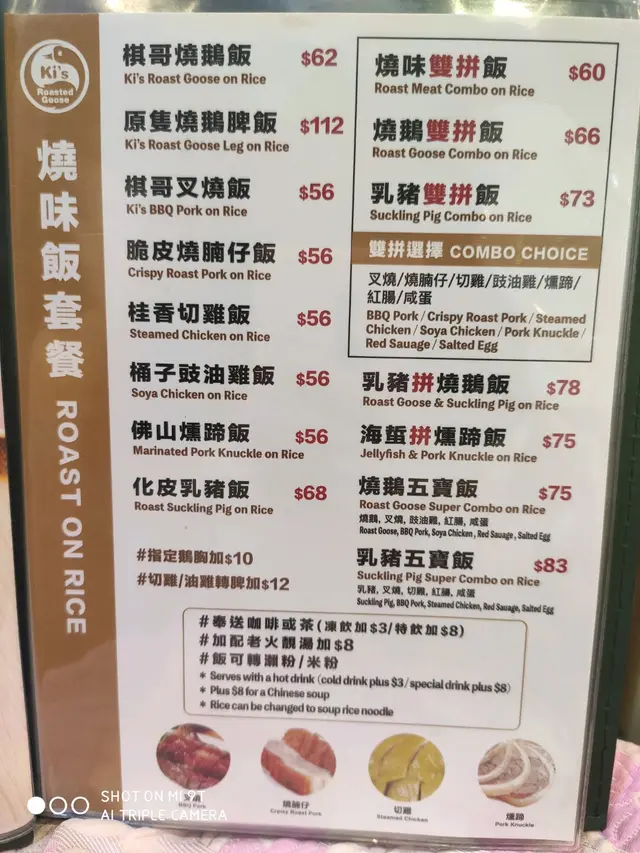 Ki's
Roasted
Goose
燒味飯套餐 ROAST ON RICE
棋哥燒鵝飯 $62
Ki's Roast Goose on Rice
原隻燒鵝脾飯 $112
Ki's Roast Goose Leg on Rice
棋哥叉燒飯 $56
Ki's BBQ Pork on Rice
脆皮燒腩仔飯 $56
Crispy Roast Pork on Rice
桂香切雞飯 $56
Steamed Chicken on Rice
桶子豉油雞飯 $56
Soya Chicken on Rice
佛山燻蹄飯 $56
Marinated Pork Knuckle on Rice
化皮乳豬飯 $68
Roast Suckling Pig on Rice
#指定鵝胸加$10
#切雞/油雞轉脾加$12
燒味雙拼飯 $60
Roast Meat Combo on Rice
燒鵝雙拼飯 $66
Roast Goose Combo on Rice
乳豬雙拼飯 $73
Suckling Pig Combo on Rice
雙拼選擇 COMBO CHOICE
叉燒/燒腩仔/切雞/豉油雞/燻蹄/
紅腸/咸蛋
BBQ Pork / Crispy Roast Pork / Steamed
Chicken / Soya Chicken / Pork Knuckle /
Red Sauage / Salted Egg
乳豬拼燒鵝飯 $78
Roast Goose & Suckling Pig on Rice
海蜇拼燻蹄飯 $75
Jellyfish & Pork Knuckle on Rice
燒鵝五寶飯 $75
Roast Goose Super Combo on Rice
燒鵝, 叉燒, 豉油雞, 紅腸, 咸蛋
Roast Goose, BBQ Pork, Soya Chicken, Red Sauage, Salted Egg
乳豬五寶飯 $83
Suckling Pig Super Combo on Rice
乳豬, 叉燒, 切雞, 紅腸, 咸蛋
Suckling Pig, BBQ Pork, Steamed Chicken, Red Sauage, Salted Egg
#奉送咖啡或茶(凍飲加$3/特飲加$8)
#加配老火靚湯加$8
#飯可轉瀨粉/米粉
* Serves with a hot drink (cold drink plus $3/special drink plus $8)
* Plus $8 for a Chinese soup
* Rice can be changed to soup rice noodle
叉燒
BBQ Pork
燒腩仔
Crispy Roast Pork
切雞
Steamed Chicken
燻蹄
Pork Knuckle
SHOT ON MI 9T
AI TRIPLE CAMERA